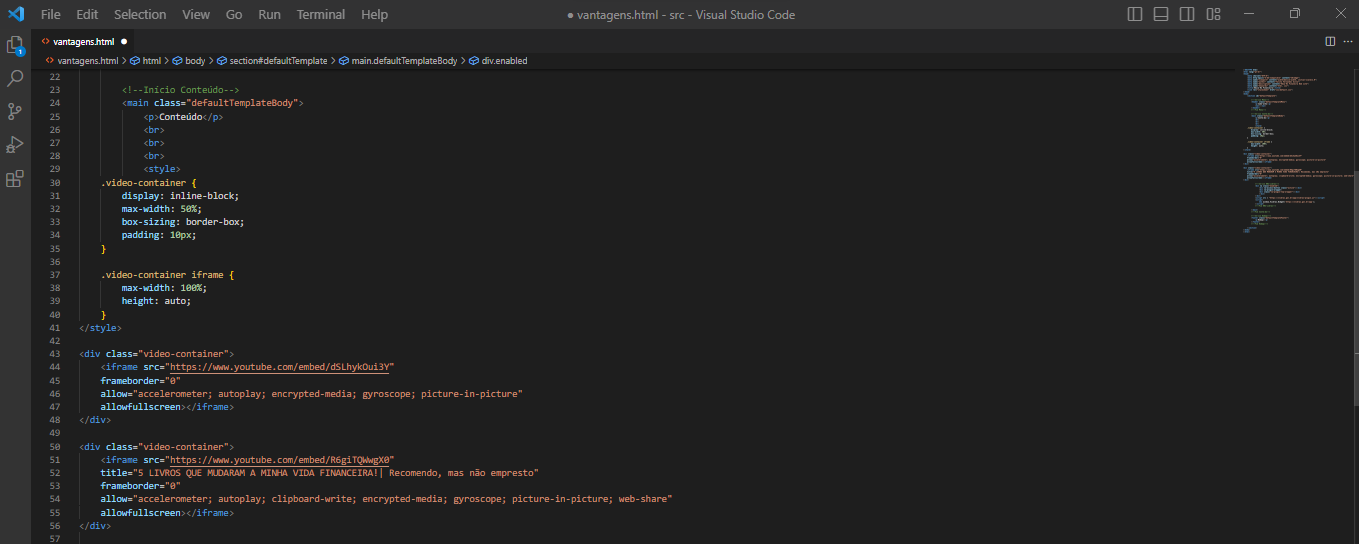 File Edit Selection View Go Run Terminal Help ● vantagens.html - src - Visual Studio Code
<> vantagens.html ●
<> vantagens.html > html > body > section#defaultTemplate > main.defaultTemplateBody > div.enabled
1
22
23 <!--Início Conteúdo-->
24 <main class="defaultTemplateBody">
25 <p>Conteúdo</p>
26 <br>
27 <br>
28 <br>
29 <style>
30 .video-container {
31 display: inline-block;
32 max-width: 50%;
33 box-sizing: border-box;
34 padding: 10px;
35 }
36
37 .video-container iframe {
38 max-width: 100%;
39 height: auto;
40 }
41 </style>
42
43 <div class="video-container">
44 <iframe src="https://www.youtube.com/embed/dSLhykOui3Y"
45 frameborder="0"
46 allow="accelerometer; autoplay; encrypted-media; gyroscope; picture-in-picture"
47 allowfullscreen></iframe>
48 </div>
49
50 <div class="video-container">
51 <iframe src="https://www.youtube.com/embed/R6giTQWwgX0"
52 title="5 LIVROS QUE MUDARAM A MINHA VIDA FINANCEIRA!| Recomendo, mas não empresto"
53 frameborder="0"
54 allow="accelerometer; autoplay; clipboard-write; encrypted-media; gyroscope; picture-in-picture; web-share"
55 allowfullscreen></iframe>
56 </div>
57